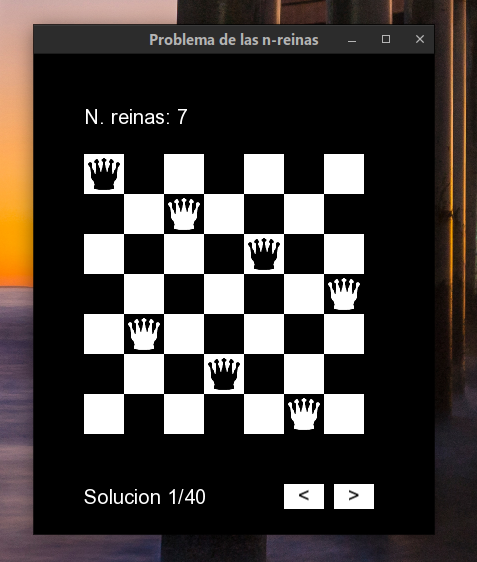 Problema de las n-reinas
N. reinas: 7
Solucion 1/40
< >